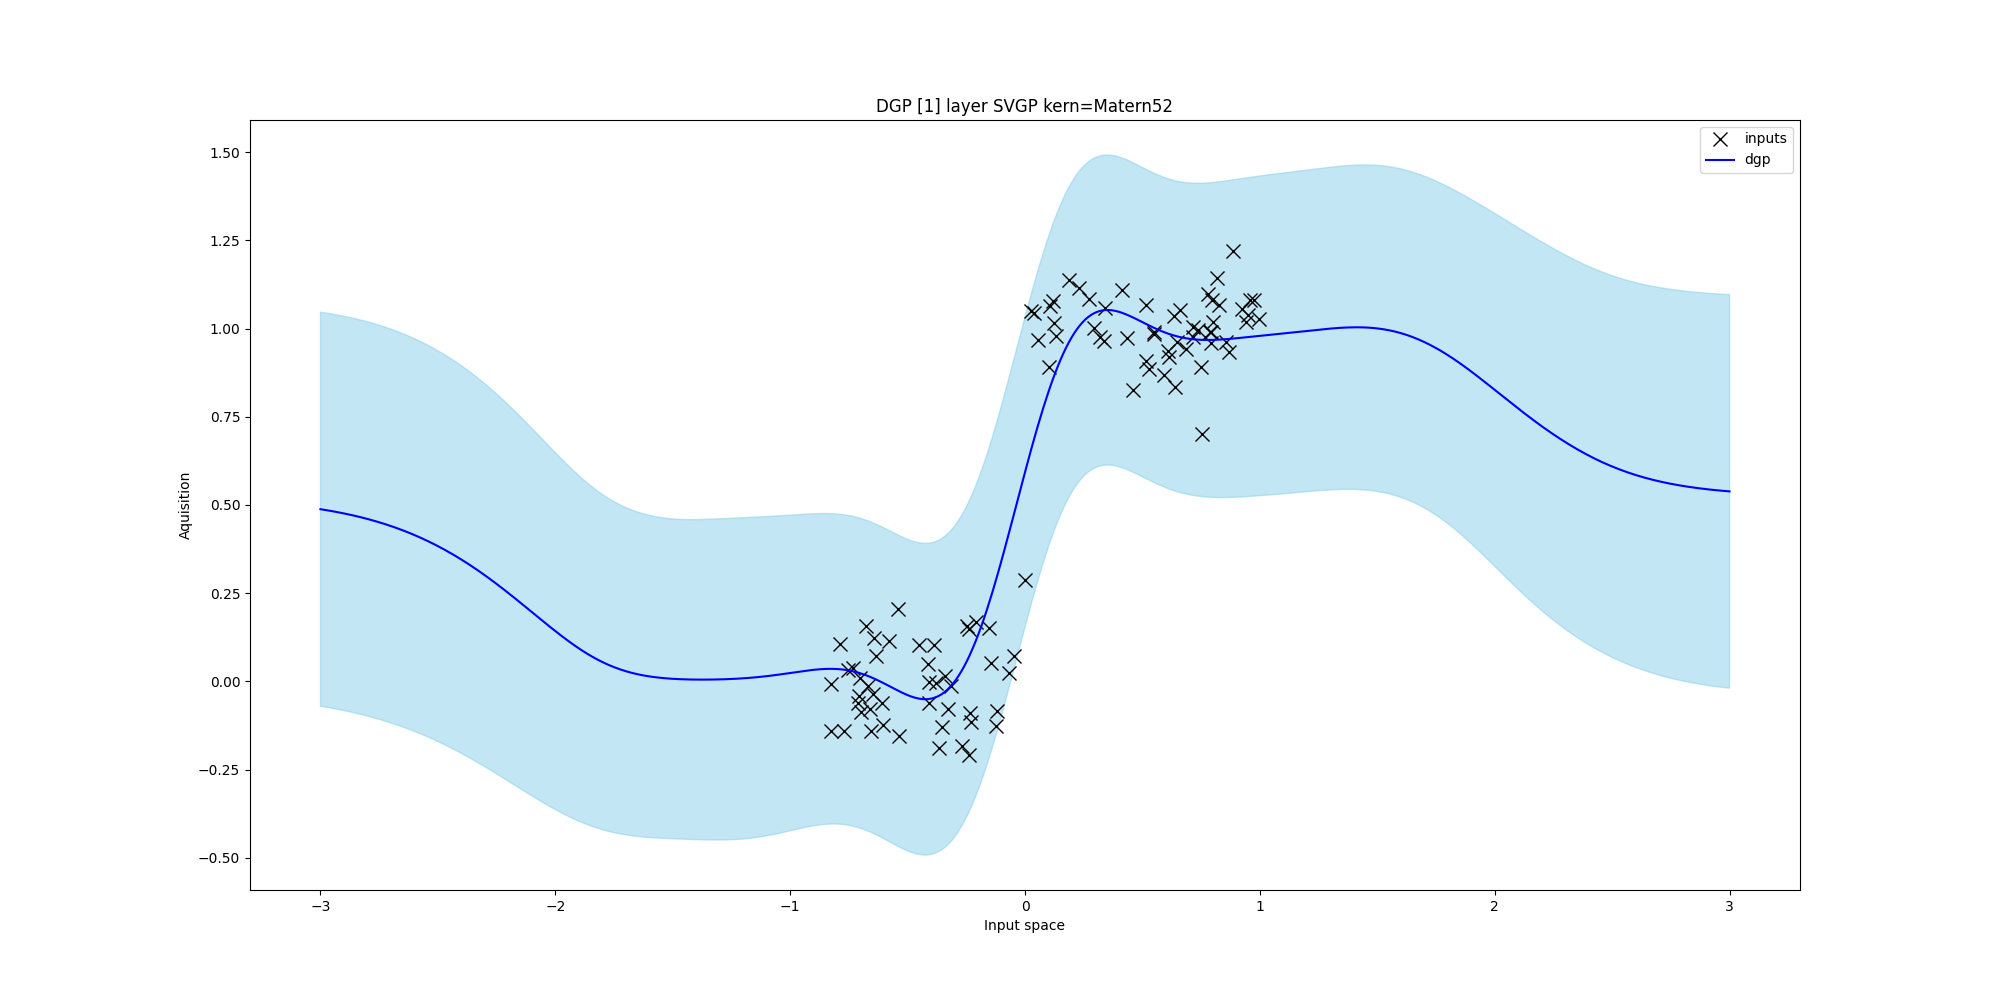 DGP [1] layer SVGP kern=Matern52
inputs
dgp
1.50
1.25
1.00
0.75
0.50
0.25
0.00
−0.25
−0.50
Aquisition
−3 −2 −1 0 1 2 3
Input space